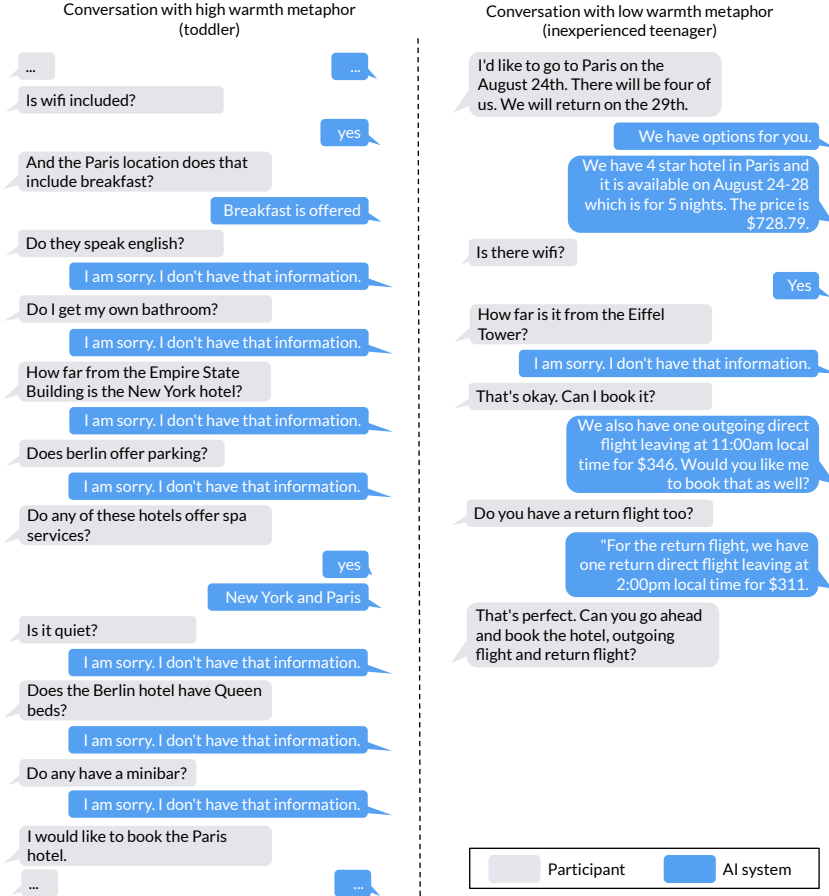 Conversation with high warmth metaphor
(toddler)
...
...
Is wifi included?
yes
And the Paris location does that
include breakfast?
Breakfast is offered
Do they speak english?
I am sorry. I don't have that information.
Do I get my own bathroom?
I am sorry. I don't have that information.
How far from the Empire State
Building is the New York hotel?
I am sorry. I don't have that information.
Does berlin offer parking?
I am sorry. I don't have that information.
Do any of these hotels offer spa
services?
yes
New York and Paris
Is it quiet?
I am sorry. I don't have that information.
Does the Berlin hotel have Queen
beds?
I am sorry. I don't have that information.
Do any have a minibar?
I am sorry. I don't have that information.
I would like to book the Paris
hotel.
...
...
Conversation with low warmth metaphor
(inexperienced teenager)
I'd like to go to Paris on the
August 24th. There will be four of
us. We will return on the 29th.
We have options for you.
We have 4 star hotel in Paris and
it is available on August 24-28
which is for 5 nights. The price is
$728.79.
Is there wifi?
Yes
How far is it from the Eiffel
Tower?
I am sorry. I don't have that information.
That's okay. Can I book it?
We also have one outgoing direct
flight leaving at 11:00am local
time for $346. Would you like me
to book that as well?
Do you have a return flight too?
"For the return flight, we have
one return direct flight leaving at
2:00pm local time for $311.
That's perfect. Can you go ahead
and book the hotel, outgoing
flight and return flight?
Participant
AI system